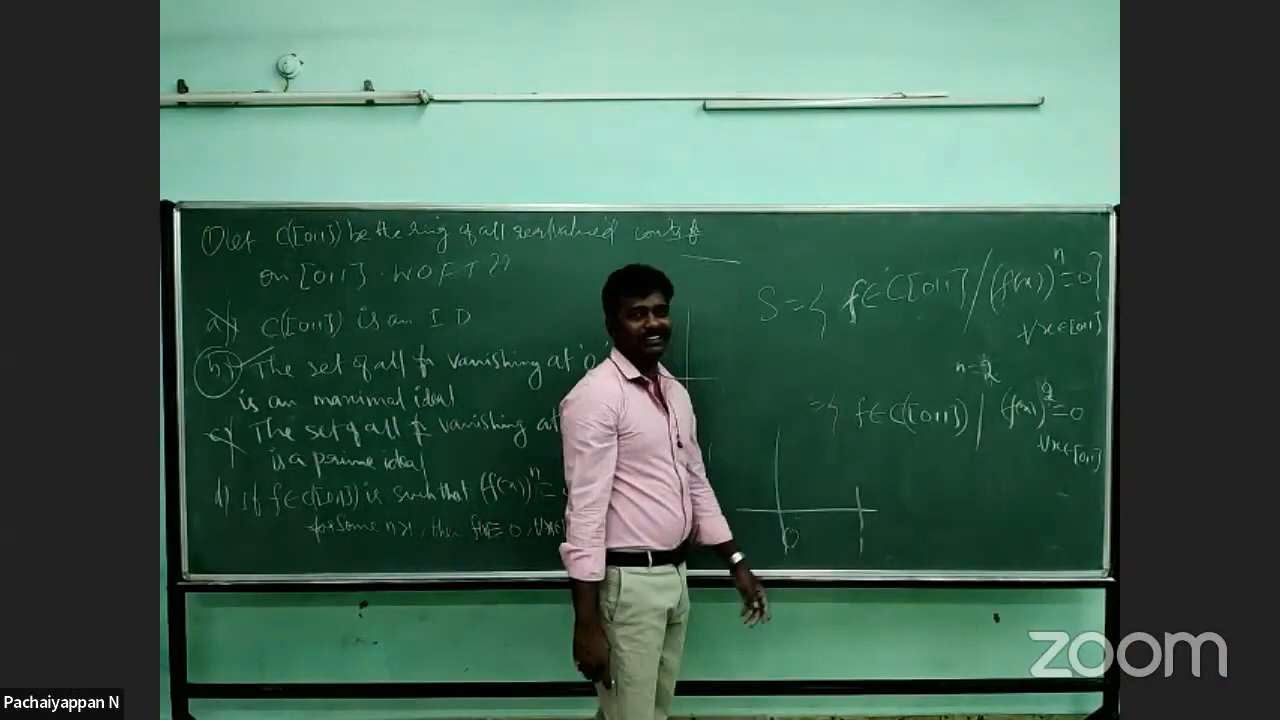 ① Let C([0,1]) be the ring of all real valued conts f
on [0,1]. WOFT??
a) C([0,1]) is an I D
b) The set of all f vanishing at '0'
is an maximal ideal
c) The set of all f vanishing at
is a prime ideal
d) If f∈C([0,1]) is such that (f(x))^n =
for some n>1, then f(x) ≡ 0, ∀x∈
S = { f∈C[0,1] / (f(x))^n = 0}
∀x∈[0,1]
n=2
= { f∈C([0,1]) / (f(x))^2 = 0
∀x∈[0,1]
0
Pachaiyappan N
zoom